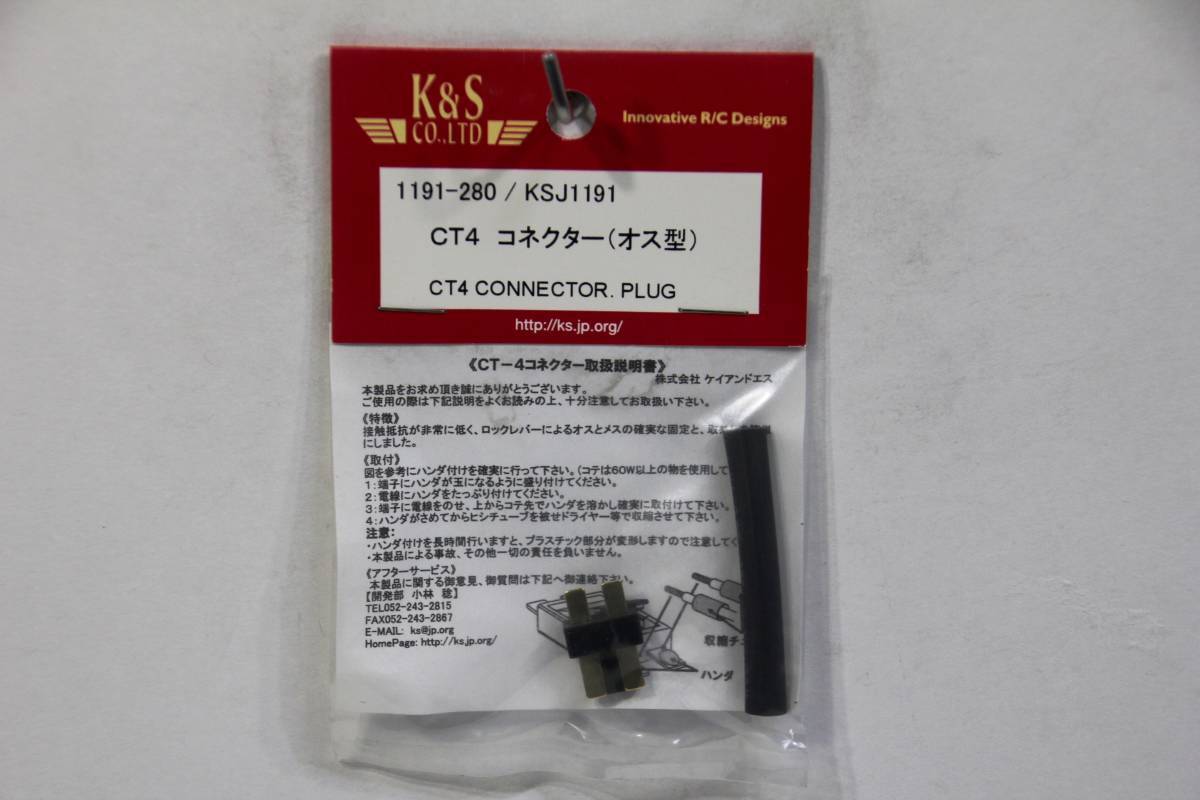 K&S
CO.,LTD
Innovative R/C Designs
1191-280 / KSJ1191
CT4 コネクター(オス型)
CT4 CONNECTOR. PLUG
http://ks.jp.org/
《CT-4コネクター取扱説明書》
株式会社 ケイアンドエス
本製品をお求め頂き誠にありがとうございます。
ご使用の際は下記説明をよくお読みの上、十分注意してお取扱い下さい。
《特徴》
接触抵抗が非常に低く、ロックレバーによるオスとメスの確実な固定と、取
にしました。
《取付》
図を参考にハンダ付けを確実に行って下さい。(コテは60W以上の物を使用して
1:端子にハンダが玉になるように盛り付けてください。
2:電線にハンダをたっぷり付けてください。
3:端子に電線をのせ、上からコテ先でハンダを溶かし確実に取付けて下さい。
4:ハンダがさめてからヒシチューブを被せドライヤー等で収縮させて下さい。
注意:
・ハンダ付けを長時間行いますと、プラスチック部分が変形しますので注意して
・本製品による事故、その他一切の責任を負いません。
《アフターサービス》
本製品に関する御意見、御質問は下記へ御連絡下さい。
【開発部 小林 稔】
TEL052-243-2815
FAX052-243-2867
E-MAIL: ks@jp.org
HomePage: http://ks.jp.org/
収縮チ
ハンダ